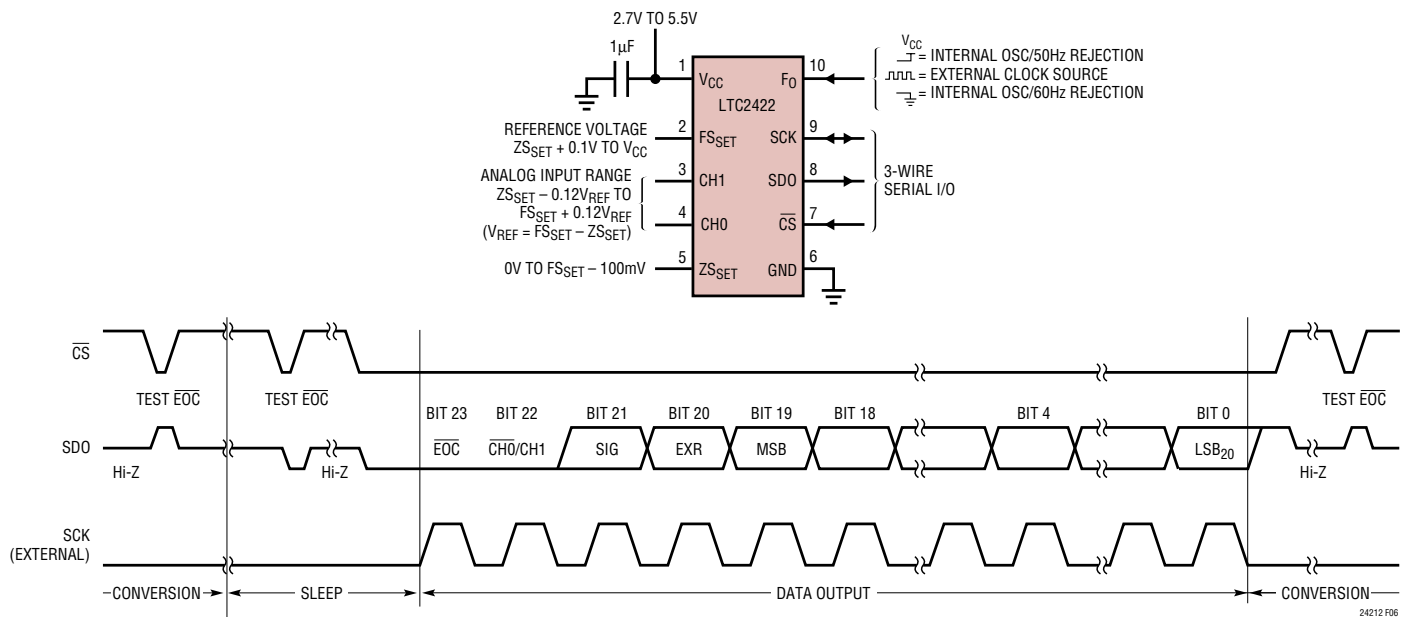 2.7V TO 5.5V
1µF
1
VCC
LTC2422
FO
10
VCC
= INTERNAL OSC/50Hz REJECTION
= EXTERNAL CLOCK SOURCE
= INTERNAL OSC/60Hz REJECTION
REFERENCE VOLTAGE
ZSSET + 0.1V TO VCC
2
FSSET
SCK
9
ANALOG INPUT RANGE
ZSSET – 0.12VREF TO
FSSET + 0.12VREF
(VREF = FSSET – ZSSET)
3
CH1
SDO
8
3-WIRE
SERIAL I/O
4
CH0
CS
7
0V TO FSSET – 100mV
5
ZSSET
GND
6
CS
TEST EOC
TEST EOC
TEST EOC
BIT 23
BIT 22
BIT 21
BIT 20
BIT 19
BIT 18
BIT 4
BIT 0
SDO
EOC
CH0/CH1
SIG
EXR
MSB
LSB20
Hi-Z
Hi-Z
Hi-Z
SCK
(EXTERNAL)
CONVERSION
SLEEP
DATA OUTPUT
CONVERSION
24212 F06